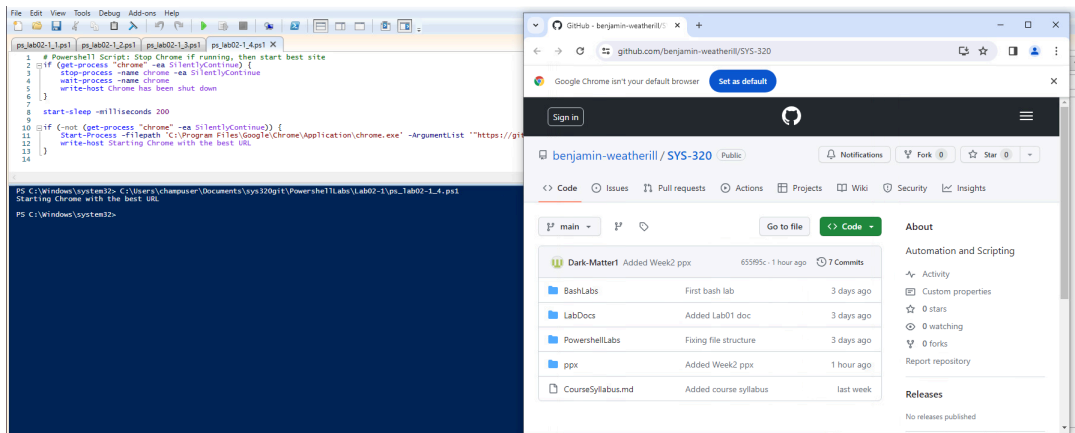 File Edit View Tools Debug Add-ons Help
ps_lab02-1_1.ps1 ps_lab02-1_2.ps1 ps_lab02-1_3.ps1 ps_lab02-1_4.ps1 X
1 # Powershell Script: Stop Chrome if running, then start best site
2 if (get-process "chrome" -ea SilentlyContinue) {
3 stop-process -name chrome -ea SilentlyContinue
4 wait-process -name chrome
5 write-host Chrome has been shut down
6 }
7
8 start-sleep -milliseconds 200
9
10 if (-not (get-process "chrome" -ea SilentlyContinue)) {
11 Start-Process -filepath 'C:\Program Files\Google\Chrome\Application\chrome.exe' -ArgumentList '"https://git
12 write-host Starting Chrome with the best URL
13 }
14
PS C:\Windows\system32> C:\Users\champuser\Documents\sys320git\PowershellLabs\Lab02-1\ps_lab02-1_4.ps1
Starting Chrome with the best URL
PS C:\Windows\system32>
GitHub - benjamin-weatherill/S
github.com/benjamin-weatherill/SYS-320
Google Chrome isn't your default browser Set as default
Sign in
benjamin-weatherill / SYS-320 Public Notifications Fork 0 Star 0
Code Issues Pull requests Actions Projects Wiki Security Insights
main Go to file Code
Dark-Matter1 Added Week2 ppx 655f95c · 1 hour ago 7 Commits
BashLabs First bash lab 3 days ago
LabDocs Added Lab01 doc 3 days ago
PowershellLabs Fixing file structure 3 days ago
ppx Added Week2 ppx 1 hour ago
CourseSyllabus.md Added course syllabus last week
About
Automation and Scripting
Activity
Custom properties
0 stars
0 watching
0 forks
Report repository
Releases
No releases published